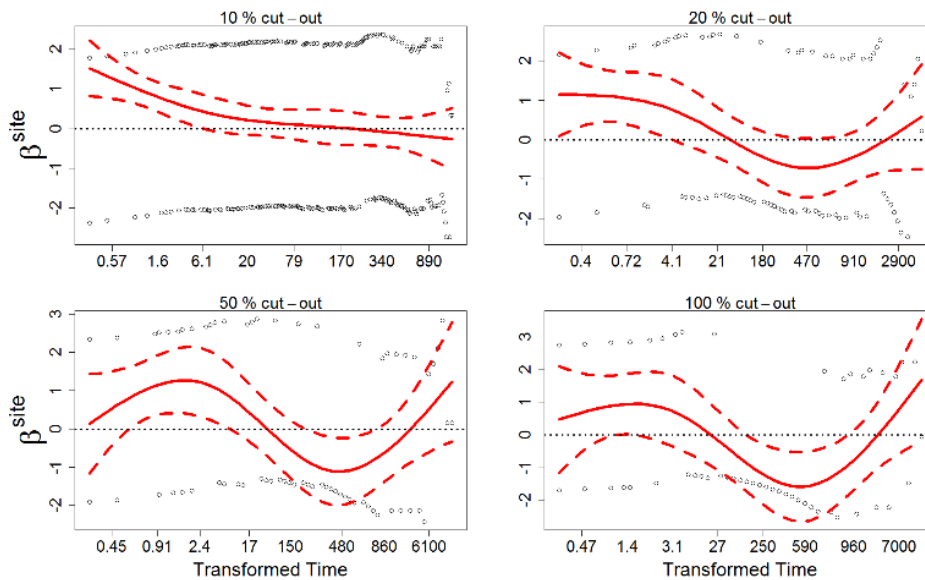 10 % cut – out
20 % cut – out
2
1
0
-1
-2
β site
0.57 1.6 6.1 20 79 170 340 890
2
1
0
-1
-2
0.4 0.72 4.1 21 180 470 910 2900
50 % cut – out
100 % cut – out
3
2
1
0
-1
-2
β site
0.45 0.91 2.4 17 150 480 860 6100
Transformed Time
3
2
1
0
-1
-2
0.47 1.4 3.1 27 250 590 960 7000
Transformed Time